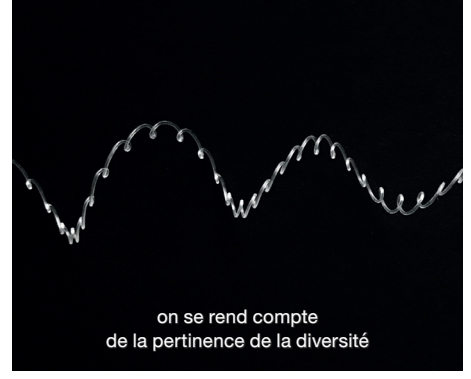 on se rend compte
de la pertinence de la diversité